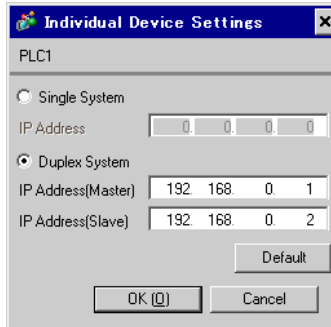 Individual Device Settings
PLC1
Single System
IP Address 0. 0. 0. 0
Duplex System
IP Address(Master) 192. 168. 0. 1
IP Address(Slave) 192. 168. 0. 2
Default
OK (O) Cancel